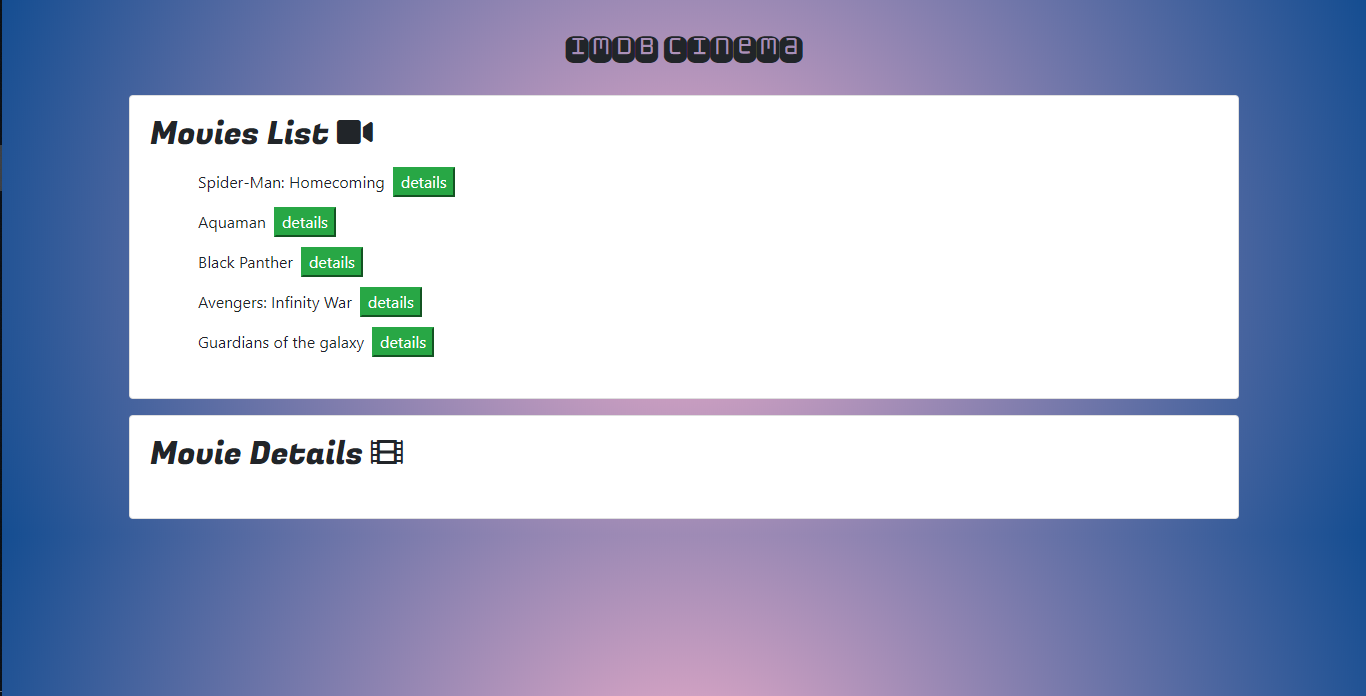 IMDB Cinema
Movies List
Spider-Man: Homecoming details
Aquaman details
Black Panther details
Avengers: Infinity War details
Guardians of the galaxy details
Movie Details